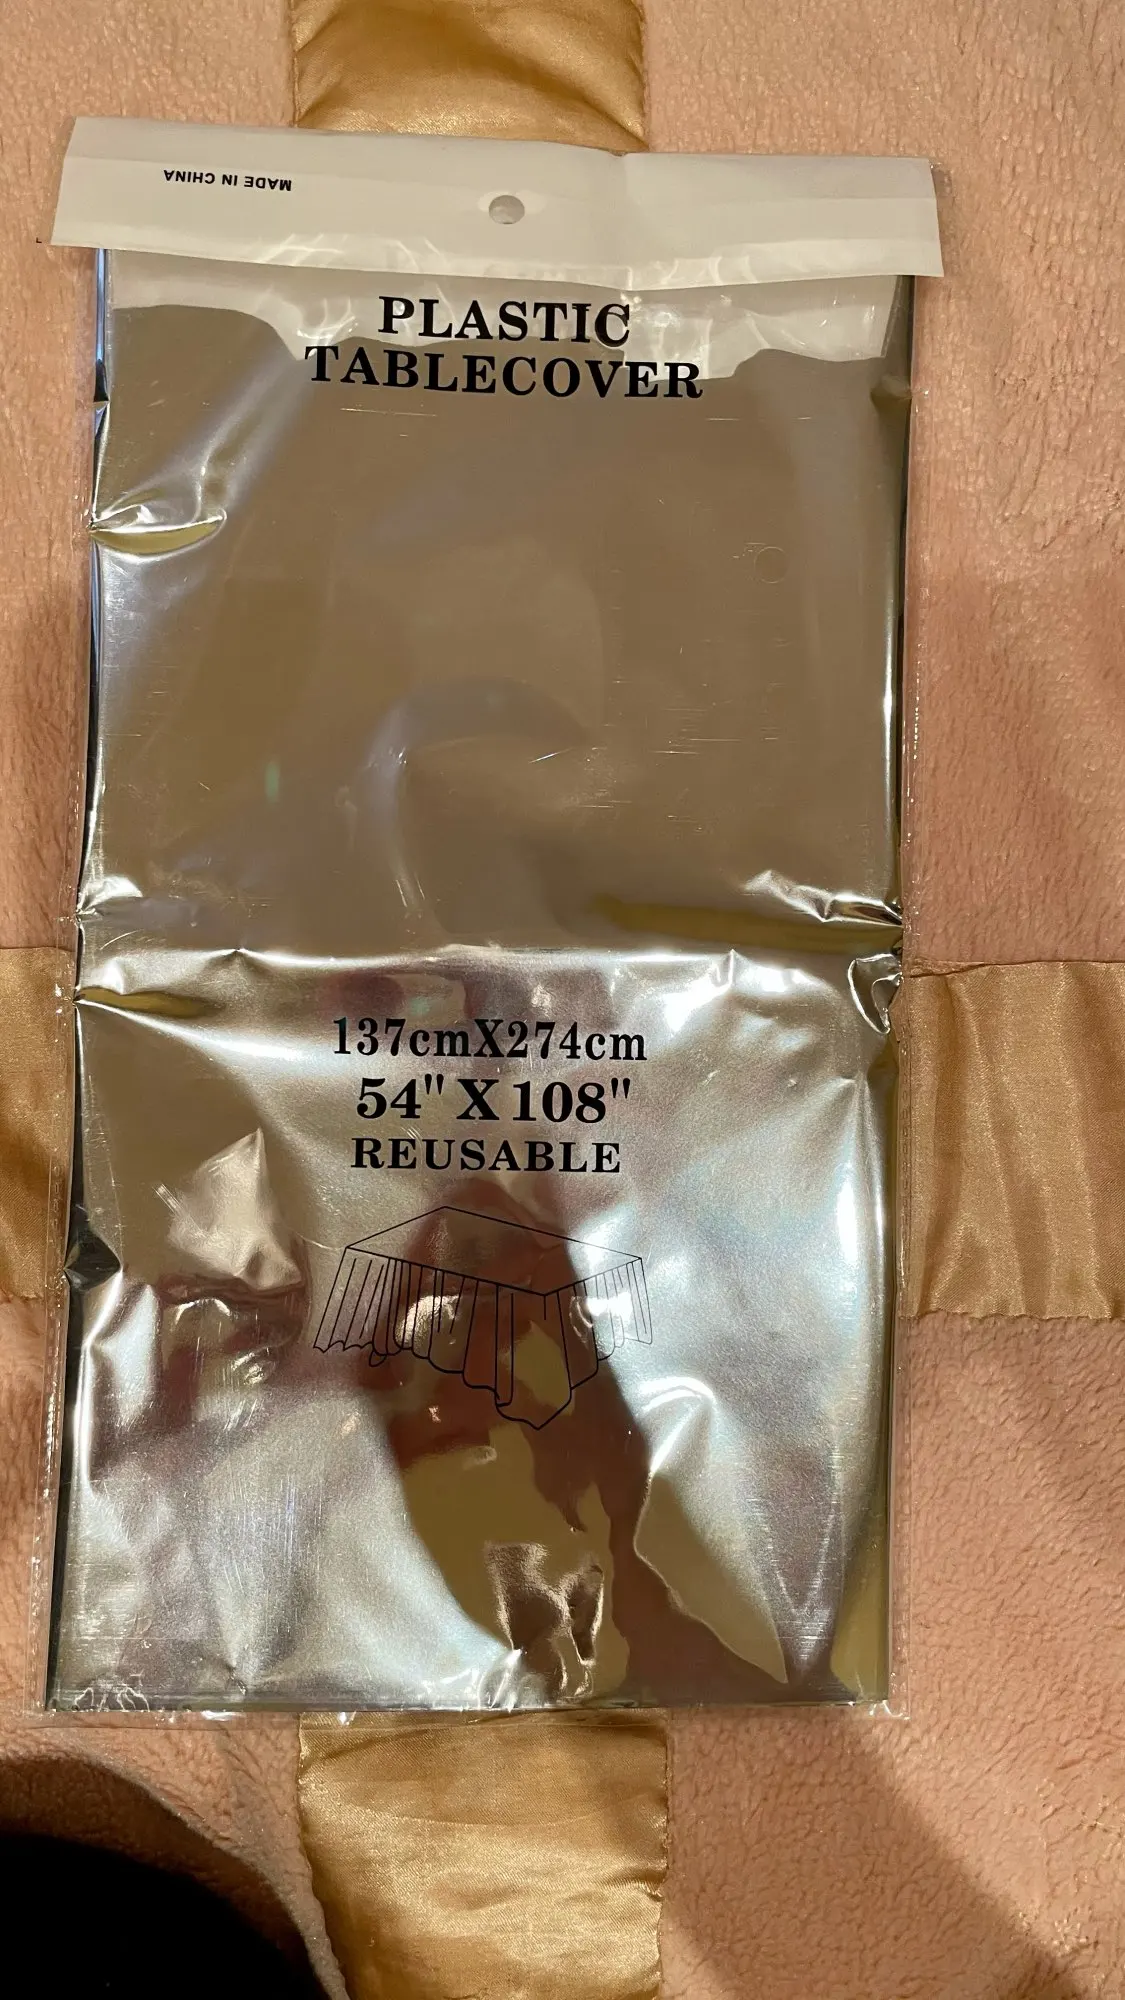 MADE IN CHINA
PLASTIC
TABLECOVER
137cmX274cm
54" X 108"
REUSABLE